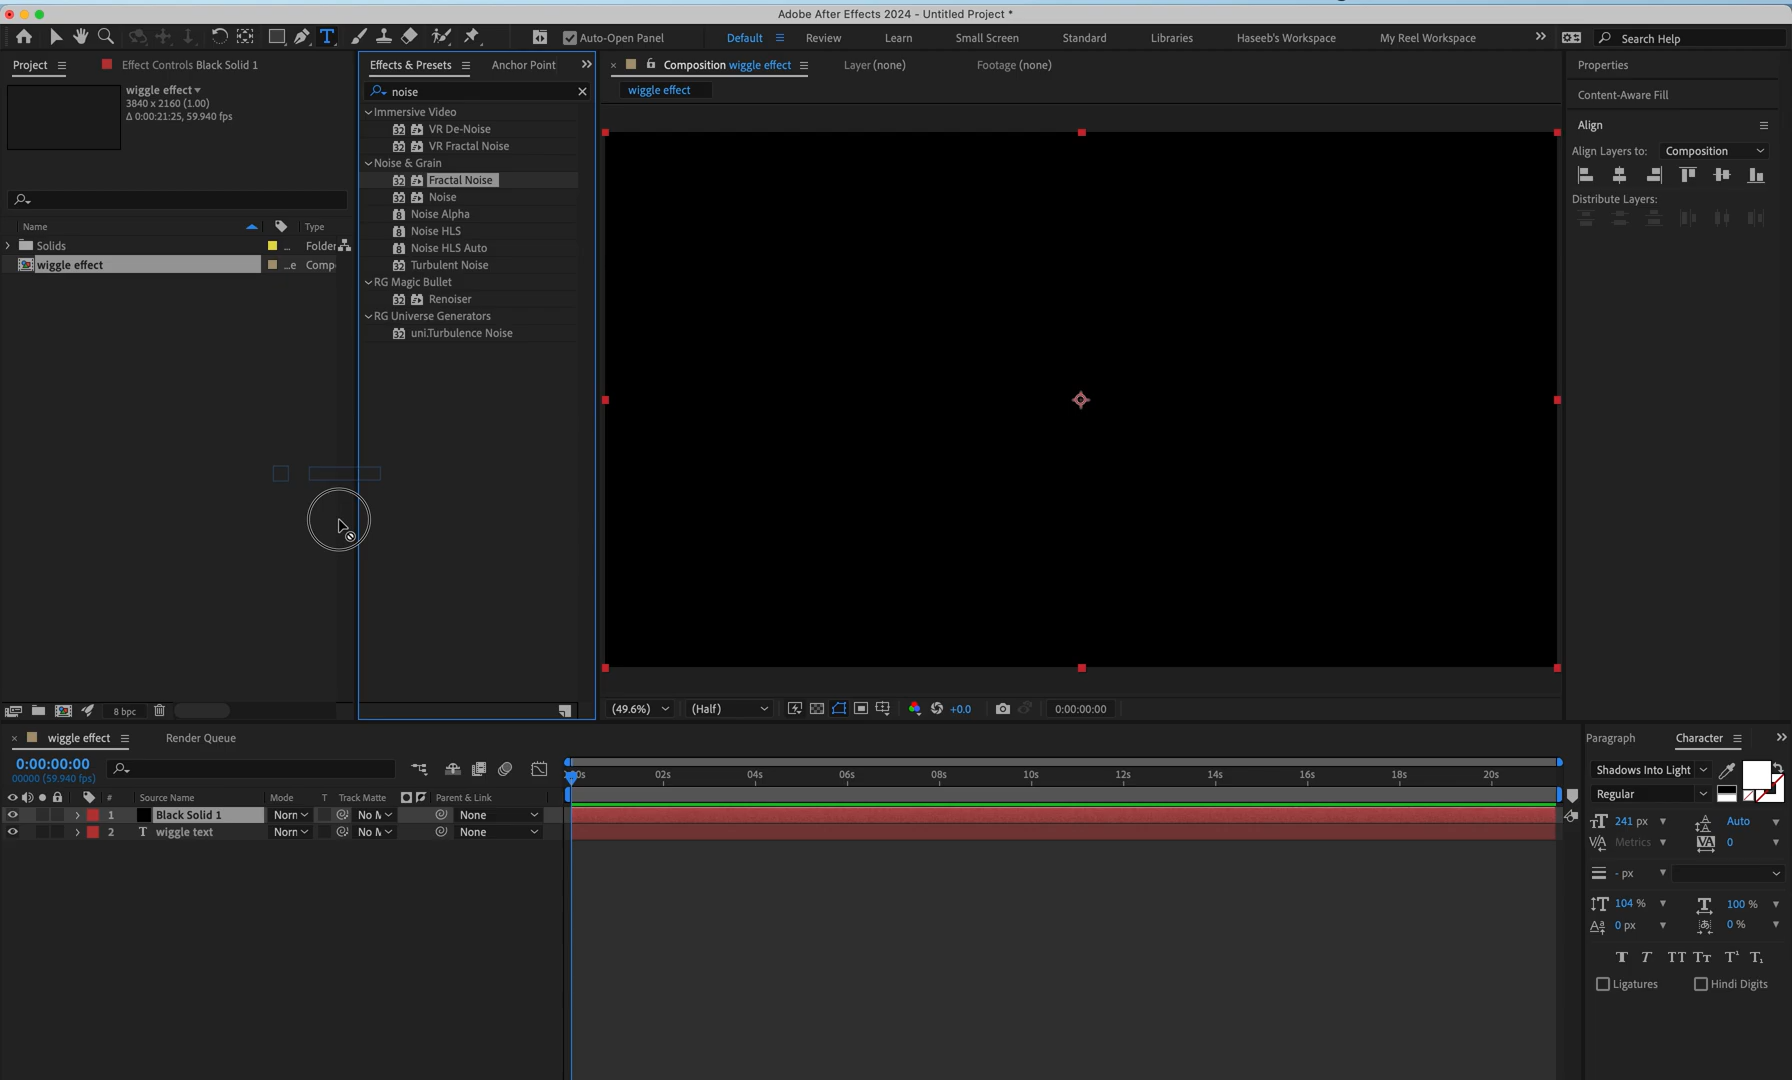 Adobe After Effects 2024 - Untitled Project *
Auto-Open Panel
Default
Review
Learn
Small Screen
Standard
Libraries
Haseeb's Workspace
My Reel Workspace
Search Help
Project
Effect Controls Black Solid 1
wiggle effect
3840 x 2160 (1.00)
Δ 0:00:21:25, 59.940 fps
Name
Type
Solids
... Folder
wiggle effect
...e Comp
8 bpc
Effects & Presets
Anchor Point
noise
Immersive Video
VR De-Noise
VR Fractal Noise
Noise & Grain
Fractal Noise
Noise
Noise Alpha
Noise HLS
Noise HLS Auto
Turbulent Noise
RG Magic Bullet
Renoiser
RG Universe Generators
uni.Turbulence Noise
Composition wiggle effect
Layer (none)
Footage (none)
wiggle effect
(49.6%)
(Half)
+0.0
0:00:00:00
Properties
Content-Aware Fill
Align
Align Layers to: Composition
Distribute Layers:
wiggle effect
Render Queue
0:00:00:00
00000 (59.940 fps)
# Source Name Mode T Track Matte Parent & Link
1 Black Solid 1 Norn No M None
2 T wiggle text Norn No M None
02s 04s 06s 08s 10s 12s 14s 16s 18s 20s
Paragraph
Character
Shadows Into Light
Regular
241 px
Auto
Metrics
0
- px
104 %
100 %
0 px
0 %
Ligatures
Hindi Digits